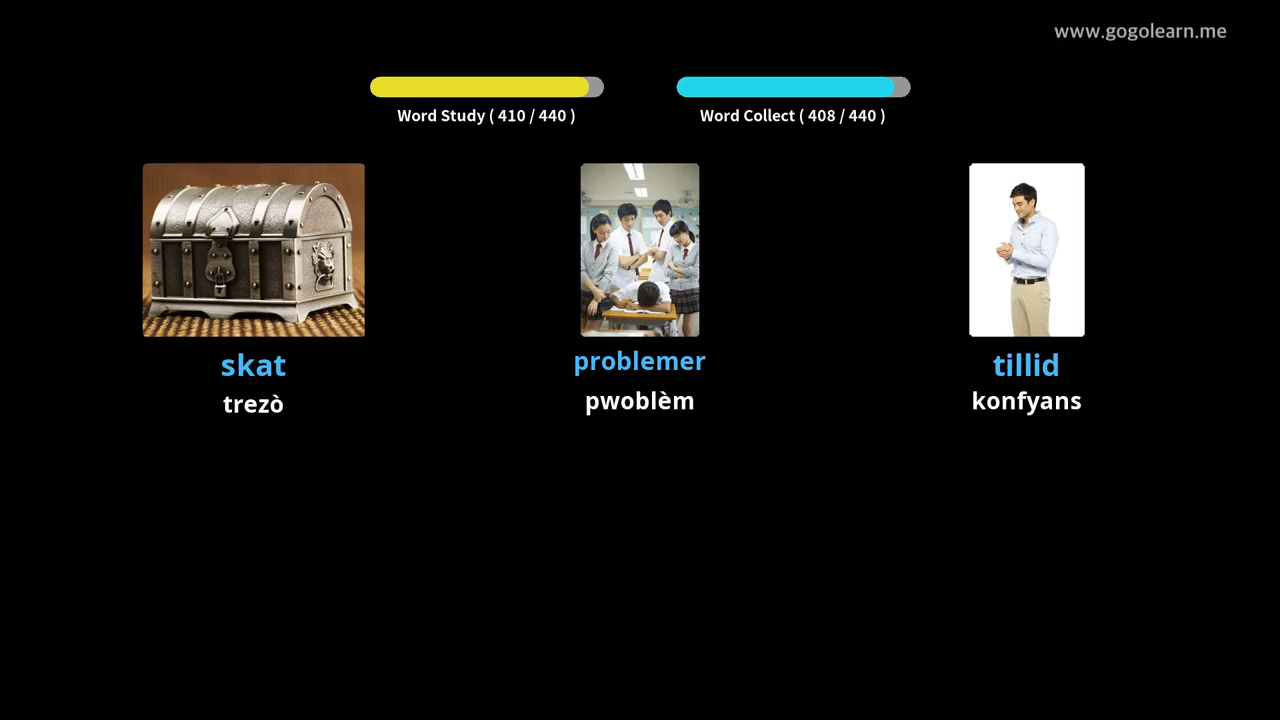 www.gogolearn.me
Word Study ( 410 / 440 )
Word Collect ( 408 / 440 )
skat
problemer
tillid
trezò
pwoblèm
konfyans